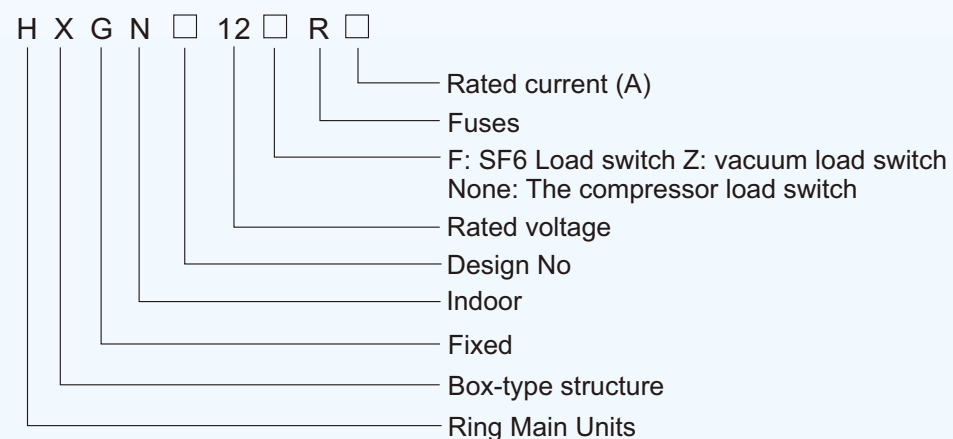 H X G N □ 12 □ R □
Rated current (A)
Fuses
F: SF6 Load switch Z: vacuum load switch
None: The compressor load switch
Rated voltage
Design No
Indoor
Fixed
Box-type structure
Ring Main Units